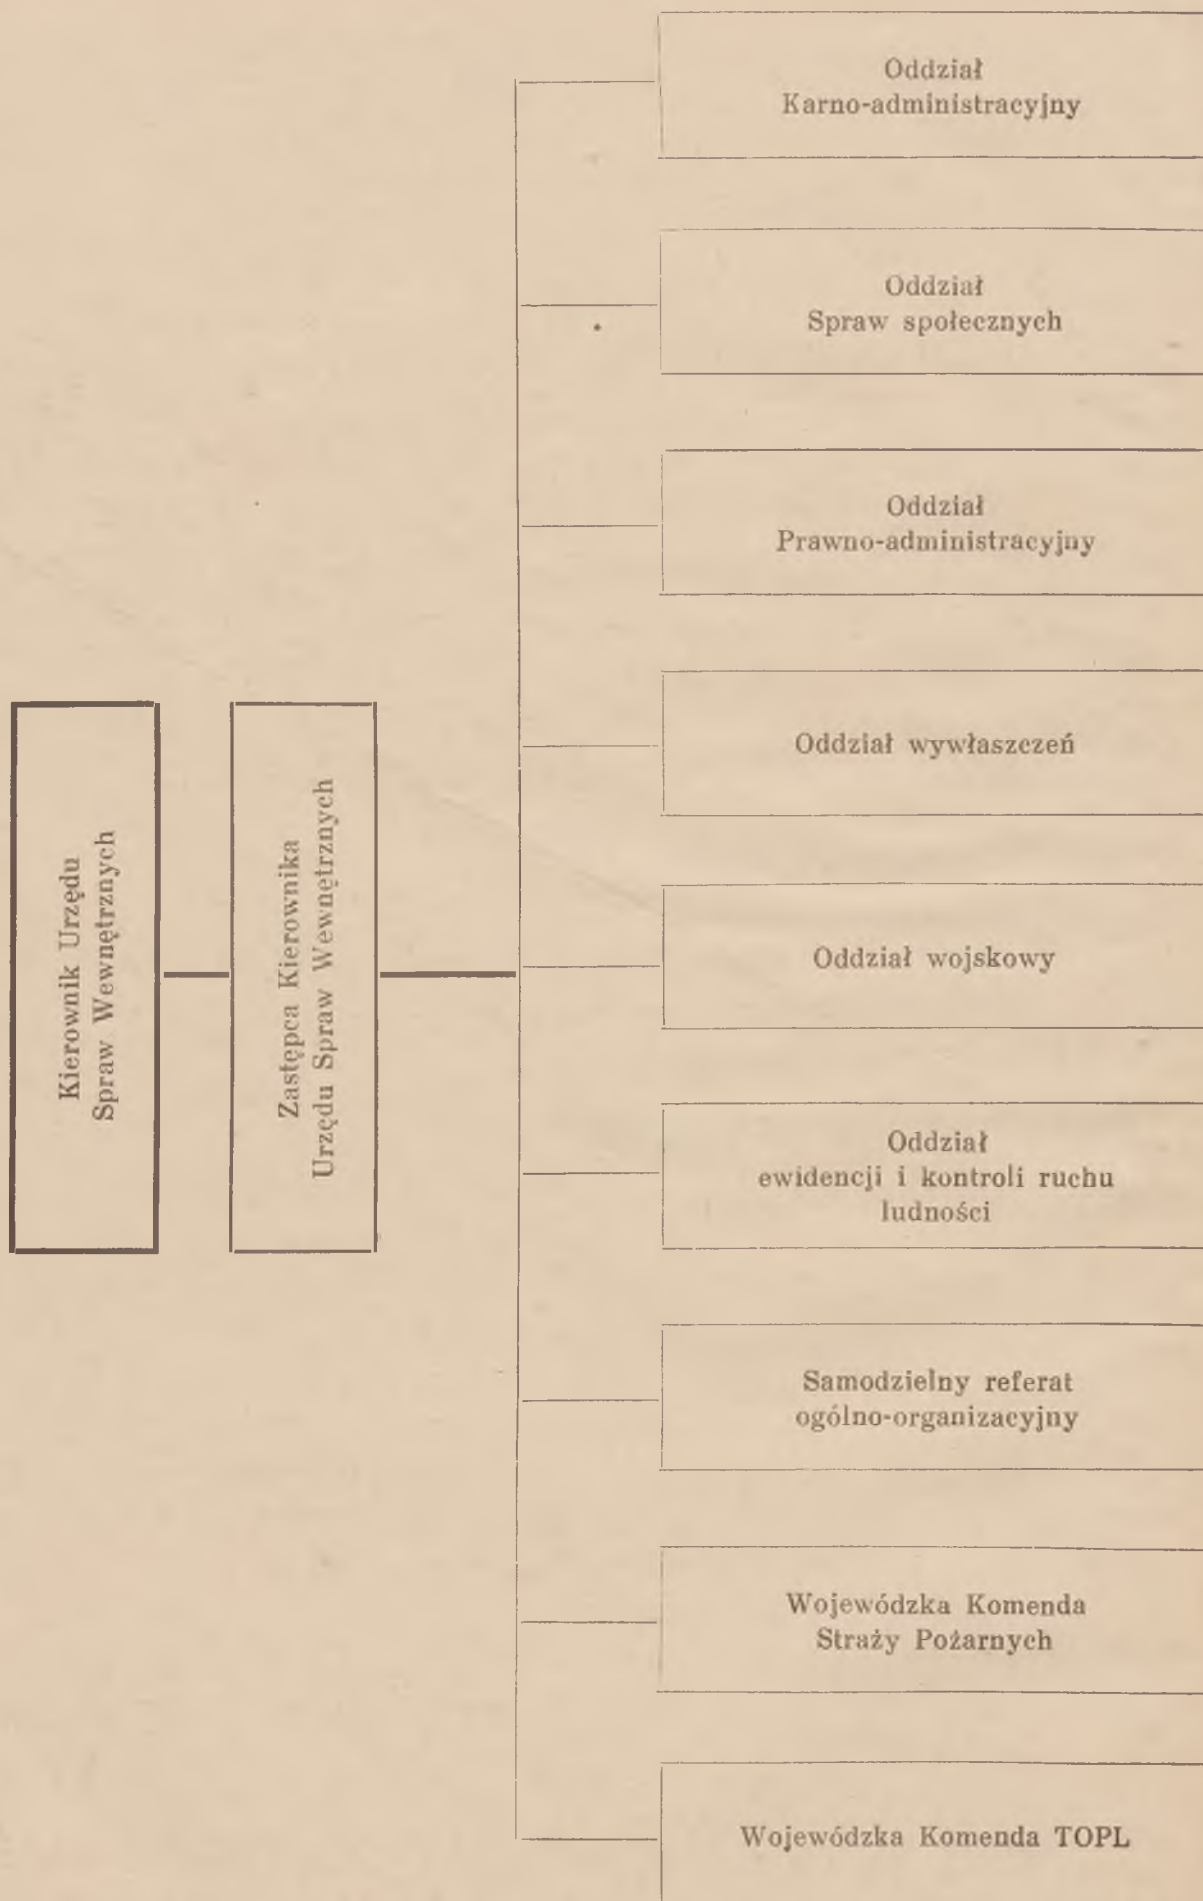 Kierownik Urzędu
Spraw Wewnętrznych
Zastępca Kierownika
Urzędu Spraw Wewnętrznych
Oddział
Karno-administracyjny
Oddział
Spraw społecznych
Oddział
Prawno-administracyjny
Oddział wywłaszczeń
Oddział wojskowy
Oddział
ewidencji i kontroli ruchu
ludności
Samodzielny referat
ogólno-organizacyjny
Wojewódzka Komenda
Straży Pożarnych
Wojewódzka Komenda TOPL